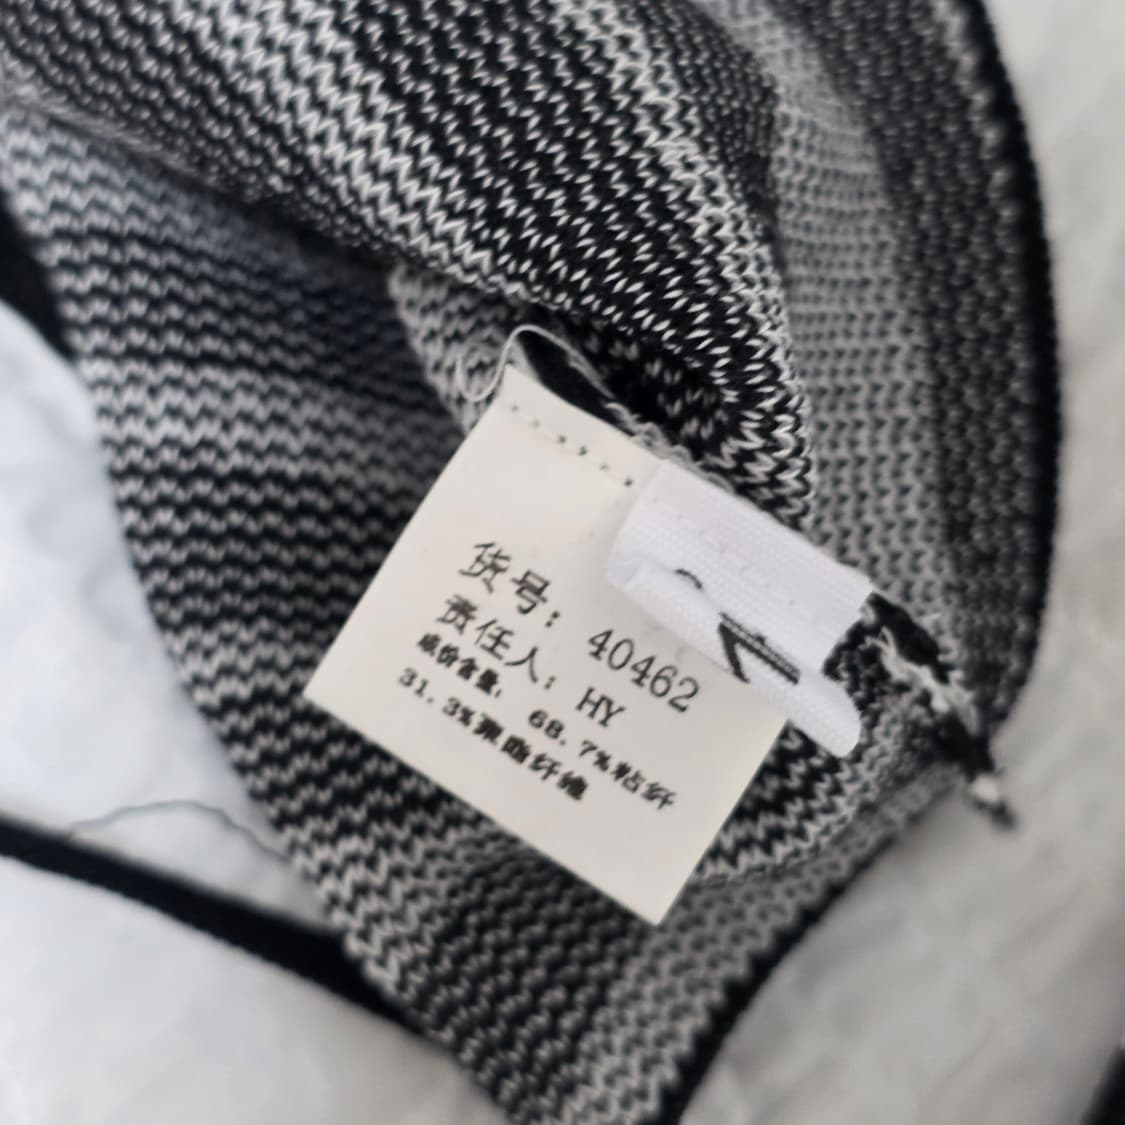 货号: 40462
责任人: HY
成份含量: 68.7%粘纤
31.3%聚酯纤维